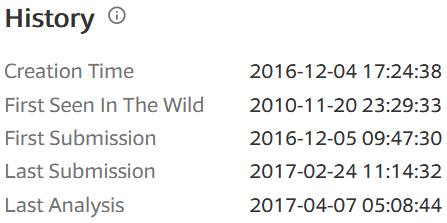 History
Creation Time 2016-12-04 17:24:38
First Seen In The Wild 2010-11-20 23:29:33
First Submission 2016-12-05 09:47:30
Last Submission 2017-02-24 11:14:32
Last Analysis 2017-04-07 05:08:44